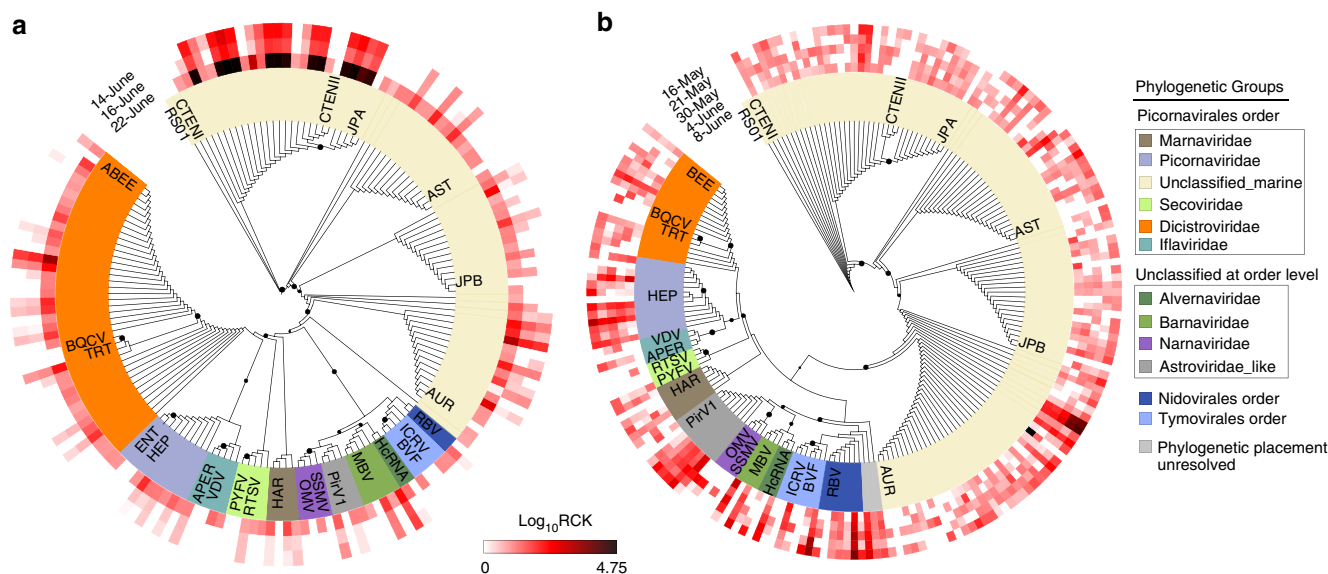 a
14-June
16-June
22-June
CTENI
RS01
CTENII
JPA
AST
JPB
AUR
RBV
ICRV
BVF
HcRNA
MBV
PirV1
SSMV
OMV
HAR
PYFV
RTSV
APER
VDV
ENT
HEP
BQCV
TRT
ABEE
Log10RCK
0 4.75
b
16-May
21-May
30-May
4-June
8-June
CTENI
RS01
CTENII
JPA
AST
JPB
AUR
RBV
ICRV
BVF
HcRNA
MBV
OMV
SSMV
PirV1
HAR
RTSV
PYFV
VDV
APER
HEP
BQCV
TRT
BEE
Phylogenetic Groups
Picornavirales order
Marnaviridae
Picornaviridae
Unclassified_marine
Secoviridae
Dicistroviridae
Iflaviridae
Unclassified at order level
Alvernaviridae
Barnaviridae
Narnaviridae
Astroviridae_like
Nidovirales order
Tymovirales order
Phylogenetic placement
unresolved